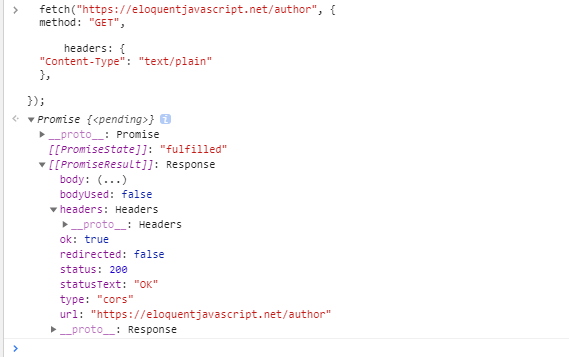 fetch("https://eloquentjavascript.net/author", {
method: "GET",
headers: {
"Content-Type": "text/plain"
},
});
Promise {<pending>} i
__proto__: Promise
[[PromiseState]]: "fulfilled"
[[PromiseResult]]: Response
body: (...)
bodyUsed: false
headers: Headers
__proto__: Headers
ok: true
redirected: false
status: 200
statusText: "OK"
type: "cors"
url: "https://eloquentjavascript.net/author"
__proto__: Response